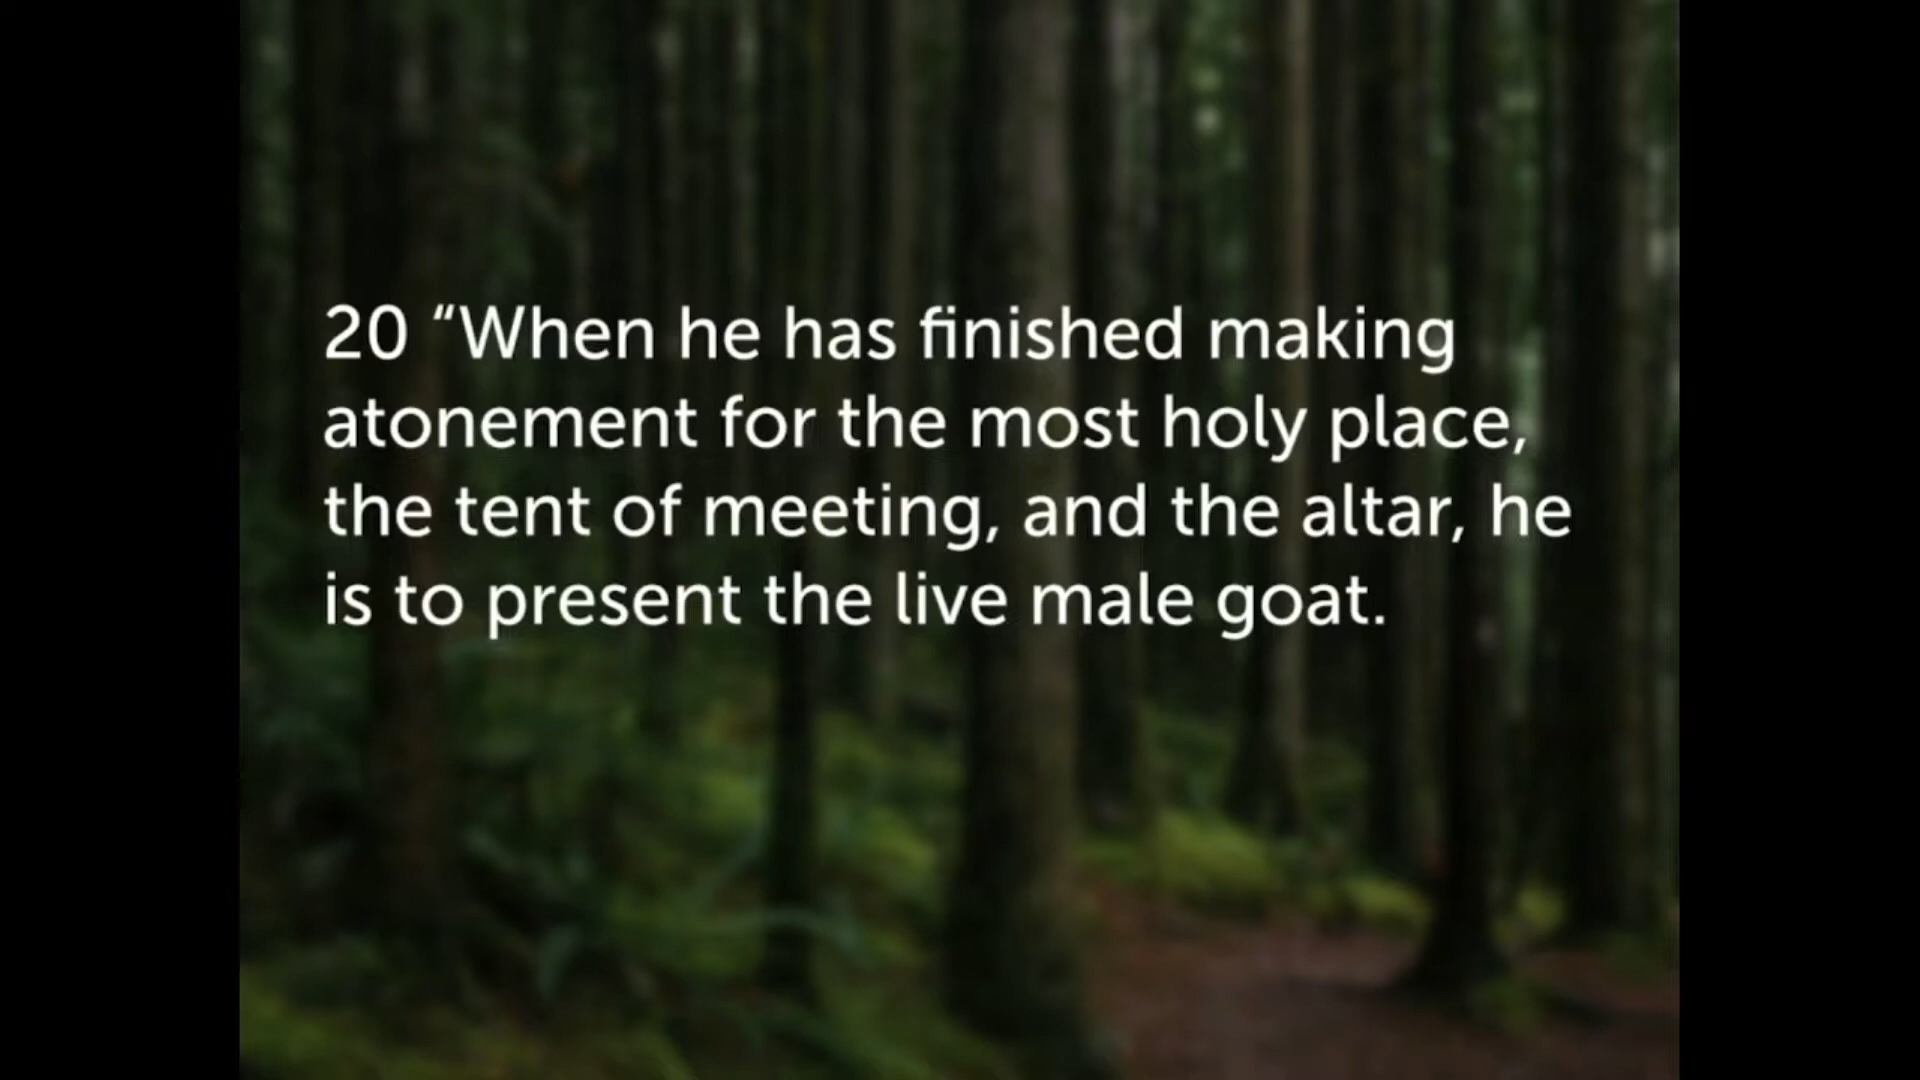 20 “When he has finished making
atonement for the most holy place,
the tent of meeting, and the altar, he
is to present the live male goat.